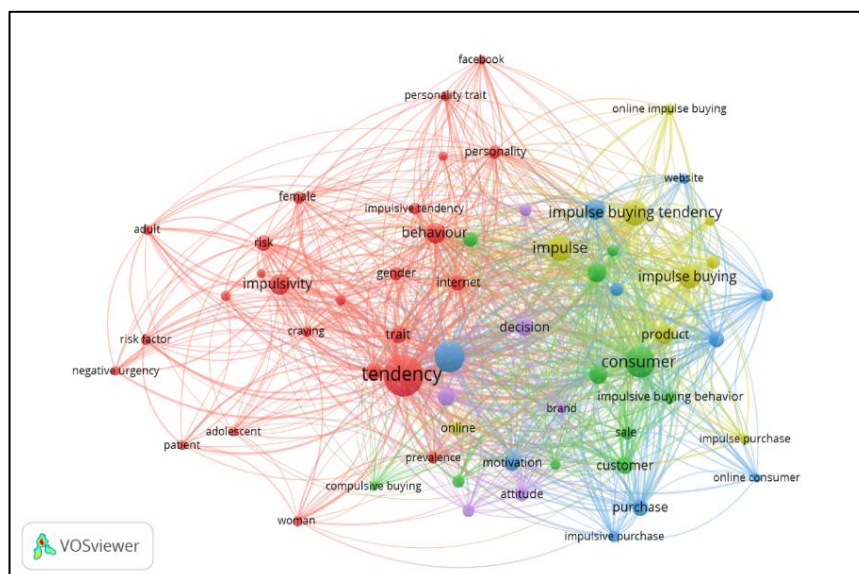 facebook
personality trait
online impulse buying
personality
website
female
impulsive tendency
impulse buying tendency
adult
behaviour
risk
impulse
gender
internet
impulse buying
impulsivity
craving
trait
decision
product
risk factor
negative urgency
tendency
consumer
impulsive buying behavior
brand
adolescent
online
sale
patient
impulse purchase
prevalence
motivation
customer
online consumer
compulsive buying
attitude
purchase
woman
impulsive purchase
VOSviewer